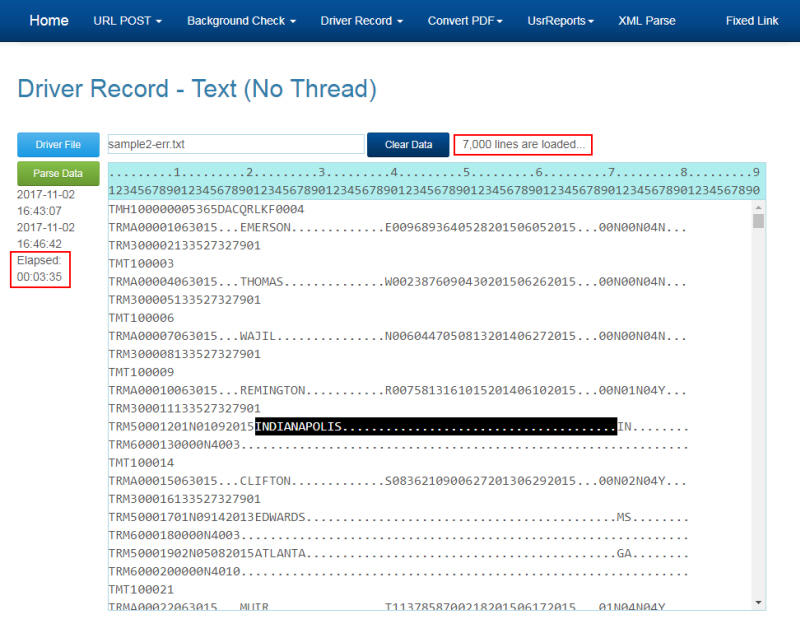 Home
URL POST
Background Check
Driver Record
Convert PDF
UsrReports
XML Parse
Fixed Link
Driver Record - Text (No Thread)
Driver File
sample2-err.txt
Clear Data
7,000 lines are loaded...
Parse Data
2017-11-02
16:43:07
2017-11-02
16:46:42
Elapsed:
00:03:35
.........1.........2.........3.........4.........5.........6.........7.........8.........9
123456789012345678901234567890123456789012345678901234567890123456789012345678901234567890
TMH100000005365DACQRLKF0004
TRMA00001063015...EMERSON.............E0096893640528201506052015...00N00N04N...
TRM300002133527327901
TMT100003
TRMA00004063015...THOMAS..............W0023876090430201506262015...00N00N04N...
TRM300005133527327901
TMT100006
TRMA00007063015...WAJIL...............N0060447050813201406272015...00N00N04N...
TRM300008133527327901
TMT100009
TRMA00010063015...REMINGTON...........R0075813161015201406102015...00N01N04Y...
TRM300011133527327901
TRM50001201N01092015INDIANAPOLIS......................................IN........
TRM6000130000N4003..............................................................
TMT100014
TRMA00015063015...CLIFTON.............S0836210900627201306292015...00N02N04Y...
TRM300016133527327901
TRM50001701N09142013EDWARDS...........................................MS........
TRM6000180000N4003..............................................................
TRM50001902N05082015ATLANTA...........................................GA........
TRM6000200000N4010..............................................................
TMT100021
TRMA00022063015...MUIR................T1137858700218201506172015...01N04N04Y...